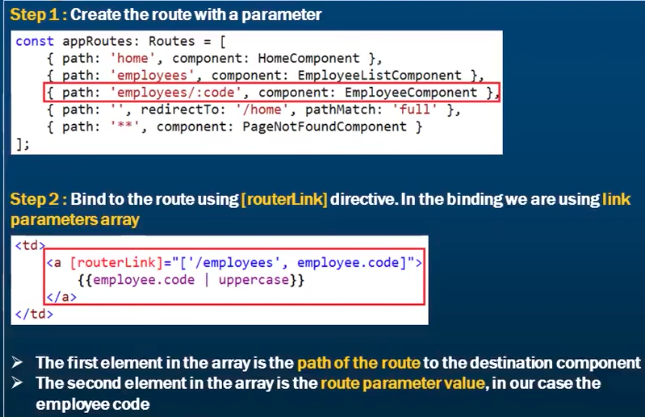 Step 1 : Create the route with a parameter
const appRoutes: Routes = [
    { path: 'home', component: HomeComponent },
    { path: 'employees', component: EmployeeListComponent },
    { path: 'employees/:code', component: EmployeeComponent },
    { path: '', redirectTo: '/home', pathMatch: 'full' },
    { path: '**', component: PageNotFoundComponent }
];
Step 2 : Bind to the route using [routerLink] directive. In the binding we are using link
parameters array
<td>
    <a [routerLink]="['/employees', employee.code]">
        {{employee.code | uppercase}}
    </a>
</td>
➢ The first element in the array is the path of the route to the destination component
➢ The second element in the array is the route parameter value, in our case the
employee code